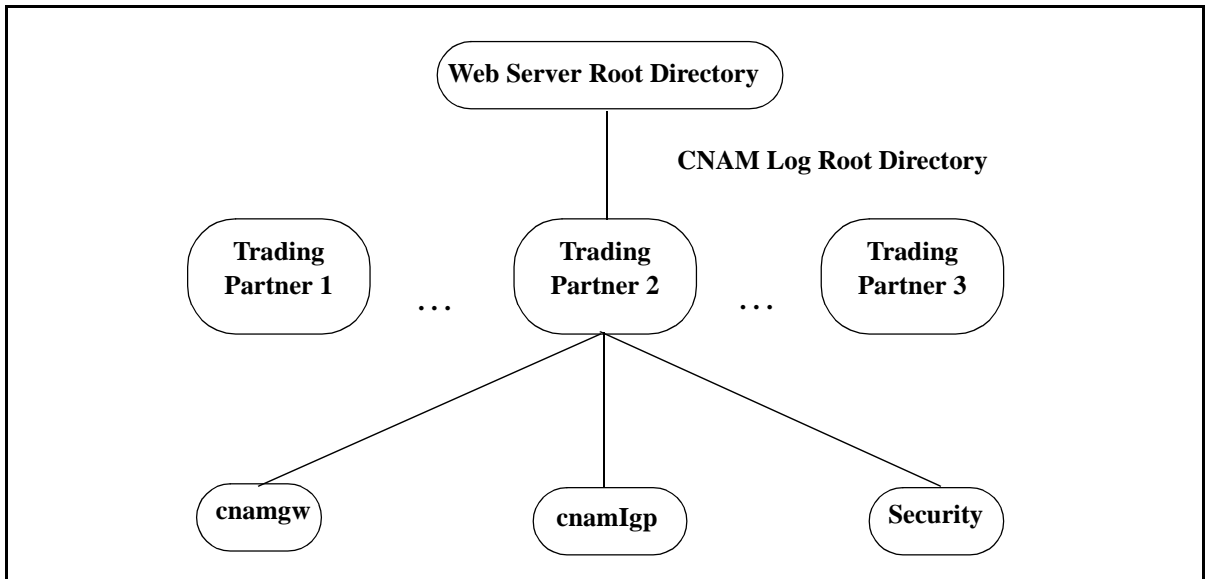 Web Server Root Directory
CNAM Log Root Directory
Trading
Partner 1
. . .
Trading
Partner 2
. . .
Trading
Partner 3
cnamgw
cnamIgp
Security